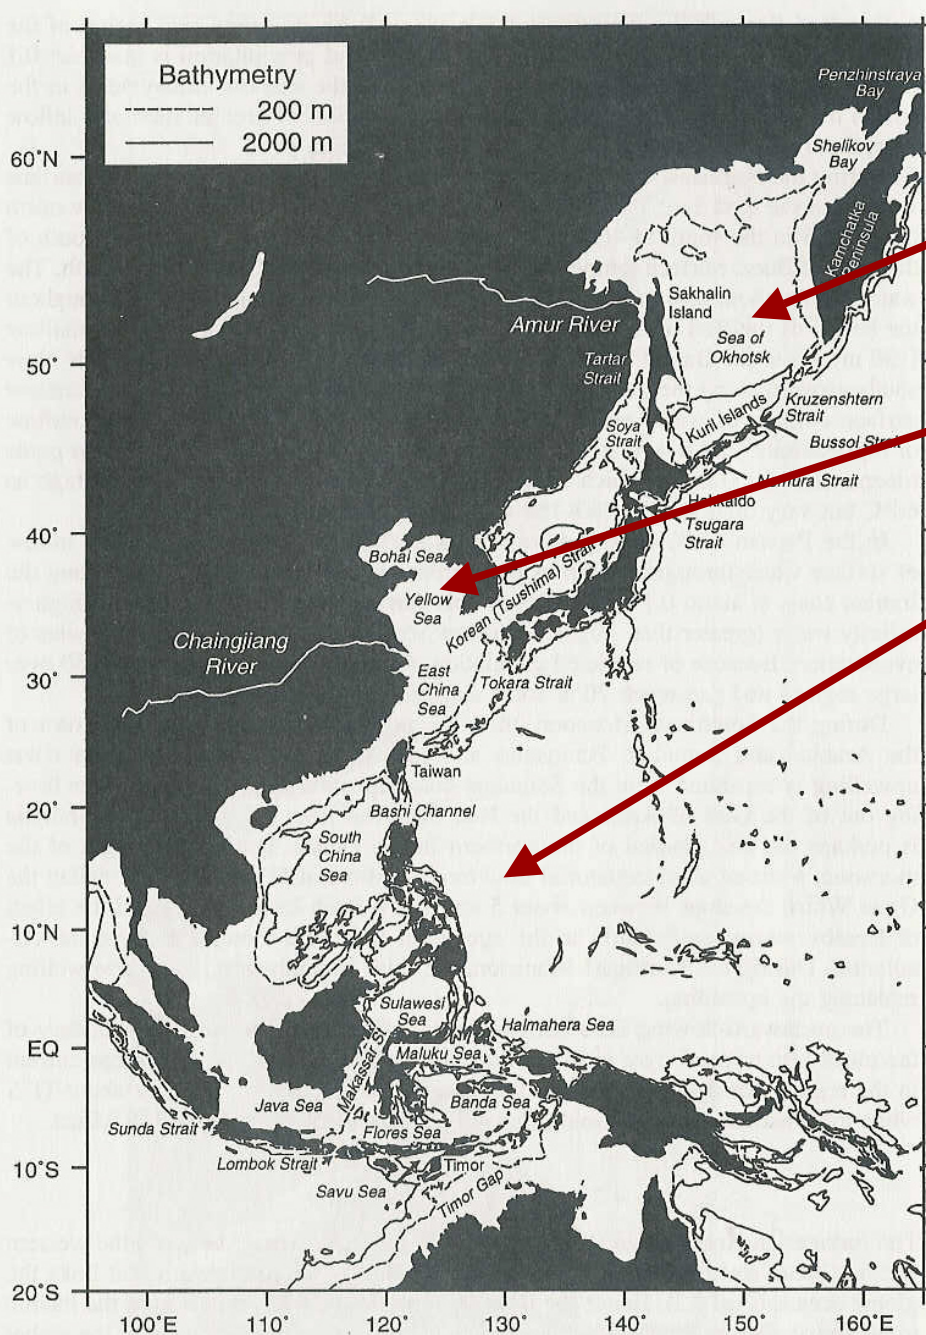 Bathymetry
200 m
2000 m
Penzhinstraya
Bay
60°N
Shelikov
Bay
Kamchatka
Peninsula
Sakhalin
Island
Amur River
Sea of
Okhotsk
50°
Tartar
Strait
Kruzenshtern
Strait
Kuril Islands
Soya
Strait
Bussol Strait
Nemura Strait
Hokkaido
Tsugara
Strait
40°
Bohai Sea
Korean (Tsushima) Strait
Yellow
Sea
Chaingjiang
River
30°
East
China
Sea
Tokara Strait
Taiwan
20°
Bashi Channel
South
China
Sea
10°N
Sulawesi
Sea
Halmahera Sea
EQ
Maluku Sea
Makassar S
Java Sea
Banda Sea
Sunda Strait
Flores Sea
10°S
Lombok Strait
Timor
Savu Sea
Timor Gap
20°S
100°E
110°
120°
130°
140°
150°
160°E